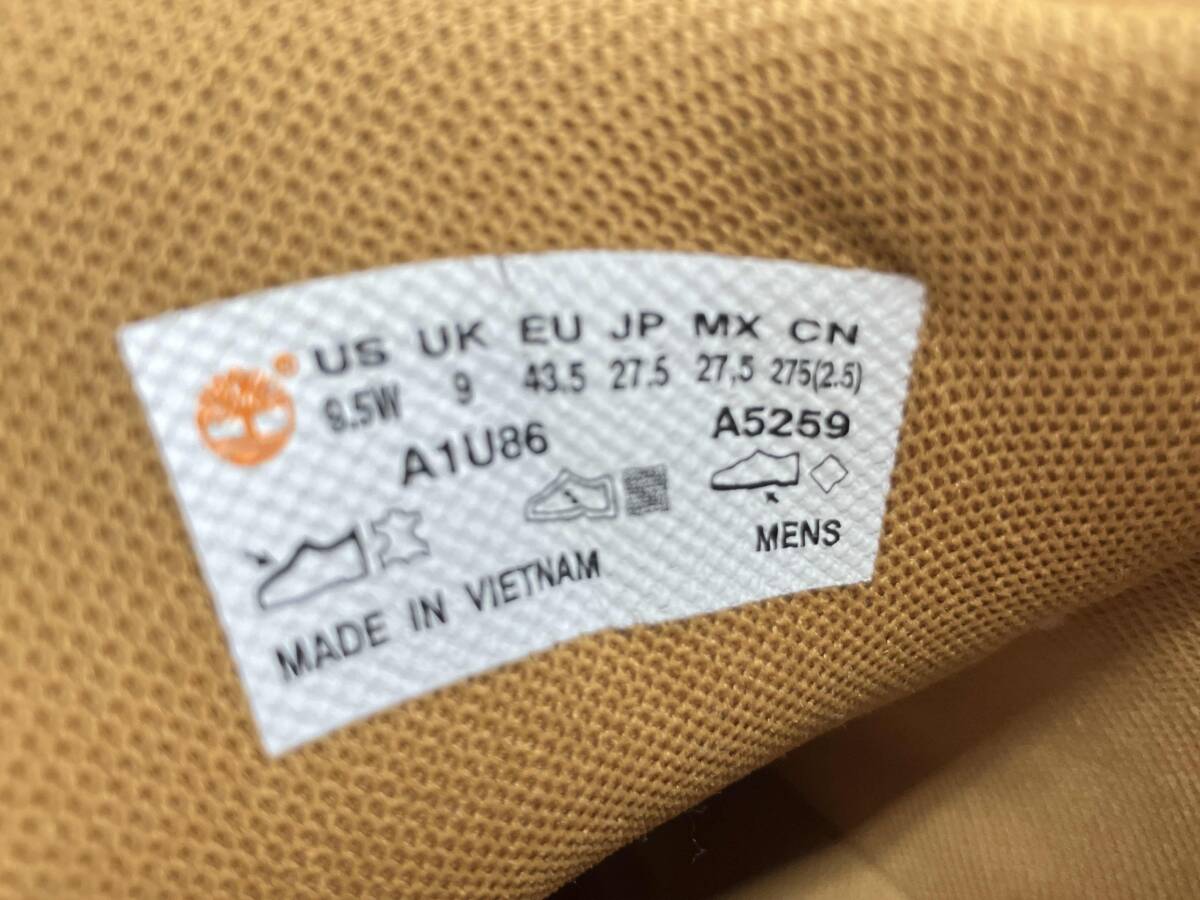 US UK EU JP MX CN
9.5W 9 43.5 27.5 27,5 275(2.5)
A1U86 A5259
MENS
MADE IN VIETNAM